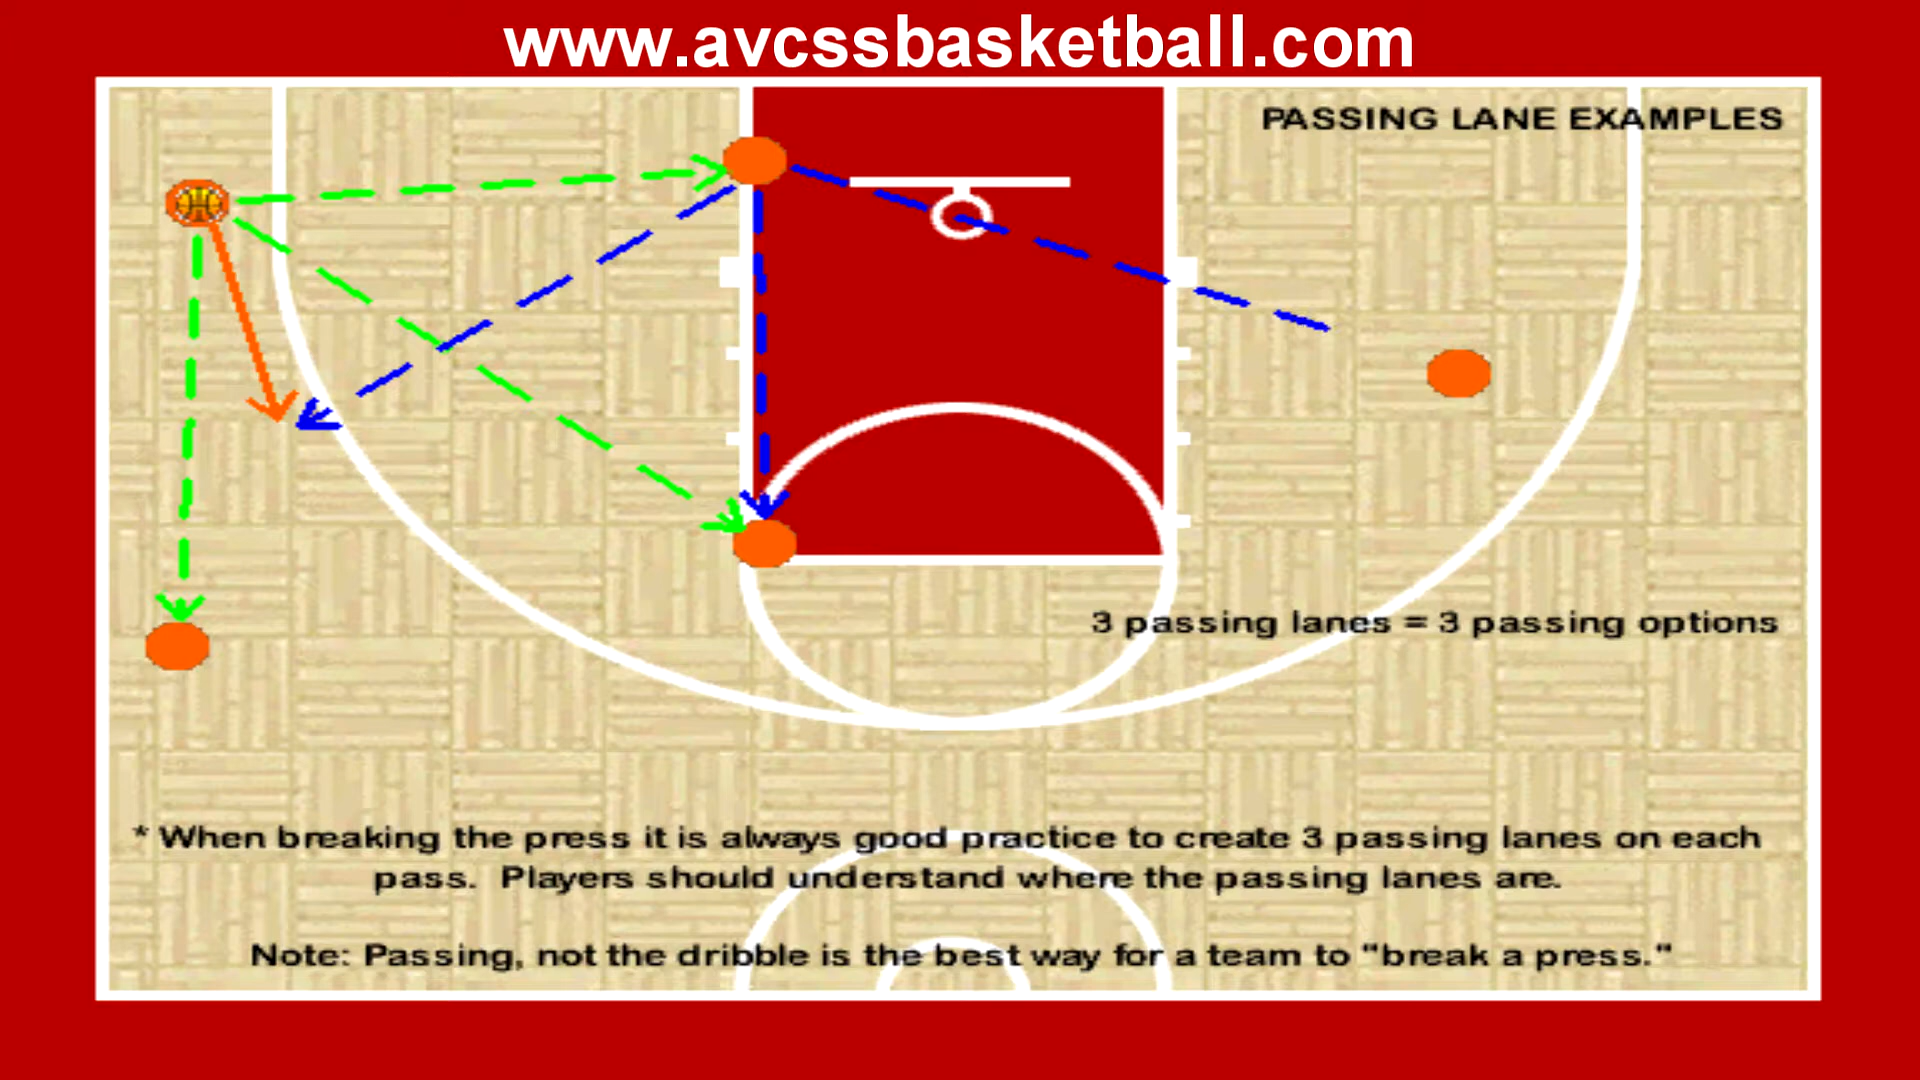 www.avcssbasketball.com
PASSING LANE EXAMPLES
3 passing lanes = 3 passing options
* When breaking the press it is always good practice to create 3 passing lanes on each
pass. Players should understand where the passing lanes are.
Note: Passing, not the dribble is the best way for a team to "break a press."